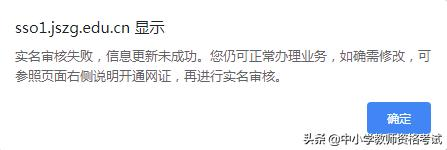 sso1.jszg.edu.cn 显示
实名审核失败，信息更新未成功。您仍可正常办理业务，如确需修改，可
参照页面右侧说明开通网证，再进行实名审核。
确定
头条 @中小学教师资格考试